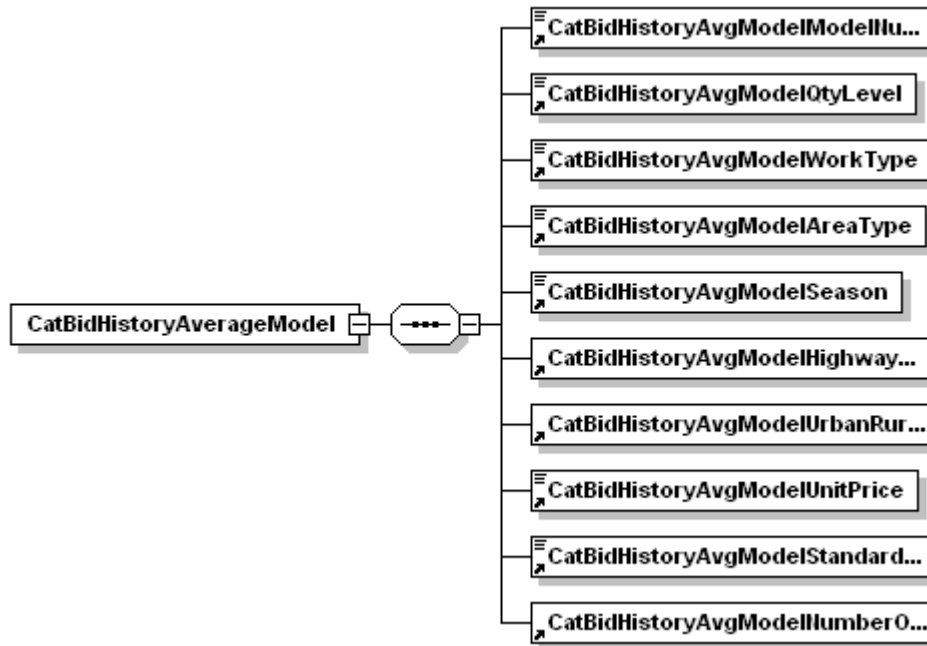 CatBidHistoryAvgModelModelNu...
CatBidHistoryAvgModelQtyLevel
CatBidHistoryAvgModelWorkType
CatBidHistoryAvgModelAreaType
CatBidHistoryAvgModelSeason
CatBidHistoryAverageModel
CatBidHistoryAvgModelHighway...
CatBidHistoryAvgModelUrbanRur...
CatBidHistoryAvgModelUnitPrice
CatBidHistoryAvgModelStandard...
CatBidHistoryAvgModelNumberO...